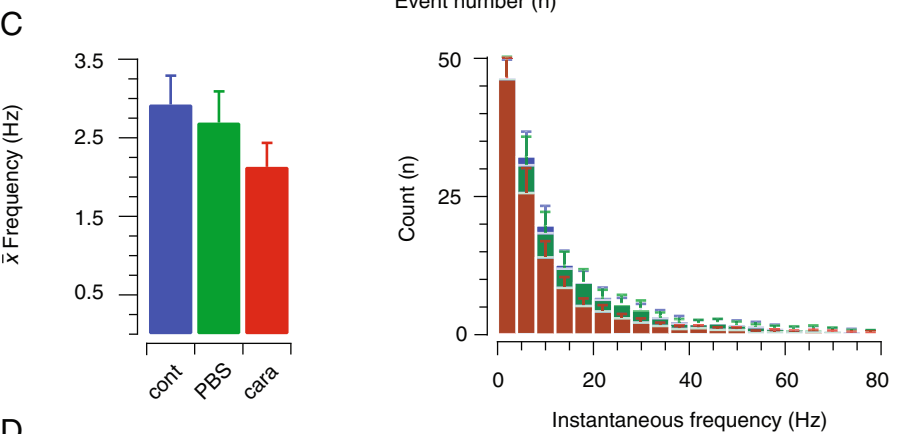 Event number (n)
C
3.5
2.5
1.5
0.5
x̄ Frequency (Hz)
cont
PBS
cara
50
25
0
Count (n)
0
20
40
60
80
Instantaneous frequency (Hz)
D